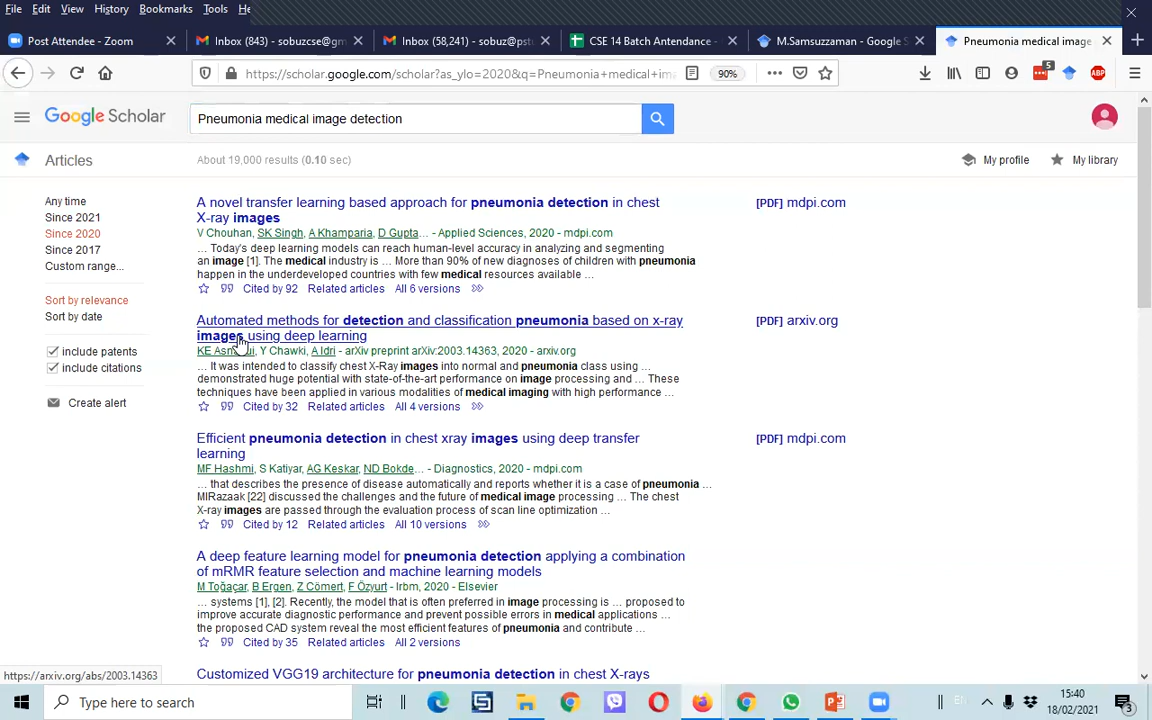 File Edit View History Bookmarks Tools He
Post Attendee - Zoom
Inbox (843) - sobuzcse@gm
Inbox (58,241) - sobuz@pst
CSE 14 Batch Antendance -
M.Samsuzzaman - Google S
Pneumonia medical image
https://scholar.google.com/scholar?as_ylo=2020&q=Pneumonia+medical+im
90%
5
ABP
Google Scholar
Pneumonia medical image detection
Articles
About 19,000 results (0.10 sec)
My profile
My library
Any time
Since 2021
Since 2020
Since 2017
Custom range...
Sort by relevance
Sort by date
include patents
include citations
Create alert
A novel transfer learning based approach for pneumonia detection in chest
X-ray images
[PDF] mdpi.com
V Chouhan, SK Singh, A Khamparia, D Gupta... - Applied Sciences, 2020 - mdpi.com
... Today's deep learning models can reach human-level accuracy in analyzing and segmenting
an image [1]. The medical industry is ... More than 90% of new diagnoses of children with pneumonia
happen in the underdeveloped countries with few medical resources available ...
Cited by 92 Related articles All 6 versions
Automated methods for detection and classification pneumonia based on x-ray
images using deep learning
[PDF] arxiv.org
KE Asnaoui, Y Chawki, A Idri - arXiv preprint arXiv:2003.14363, 2020 - arxiv.org
... It was intended to classify chest X-Ray images into normal and pneumonia class using ...
demonstrated huge potential with state-of-the-art performance on image processing and ... These
techniques have been applied in various modalities of medical imaging with high performance ...
Cited by 32 Related articles All 4 versions
Efficient pneumonia detection in chest xray images using deep transfer
learning
[PDF] mdpi.com
MF Hashmi, S Katiyar, AG Keskar, ND Bokde... - Diagnostics, 2020 - mdpi.com
... that describes the presence of disease automatically and reports whether it is a case of pneumonia ...
MIRazaak [22] discussed the challenges and the future of medical image processing ... The chest
X-ray images are passed through the evaluation process of scan line optimization ...
Cited by 12 Related articles All 10 versions
A deep feature learning model for pneumonia detection applying a combination
of mRMR feature selection and machine learning models
M Toğaçar, B Ergen, Z Cömert, F Özyurt - Irbm, 2020 - Elsevier
... systems [1], [2]. Recently, the model that is often preferred in image processing is ... proposed to
improve accurate diagnostic performance and prevent possible errors in medical applications ...
the proposed CAD system reveal the most efficient features of pneumonia and contribute ...
Cited by 35 Related articles All 2 versions
Customized VGG19 architecture for pneumonia detection in chest X-rays
https://arxiv.org/abs/2003.14363
Type here to search
EN
15:40
18/02/2021
3